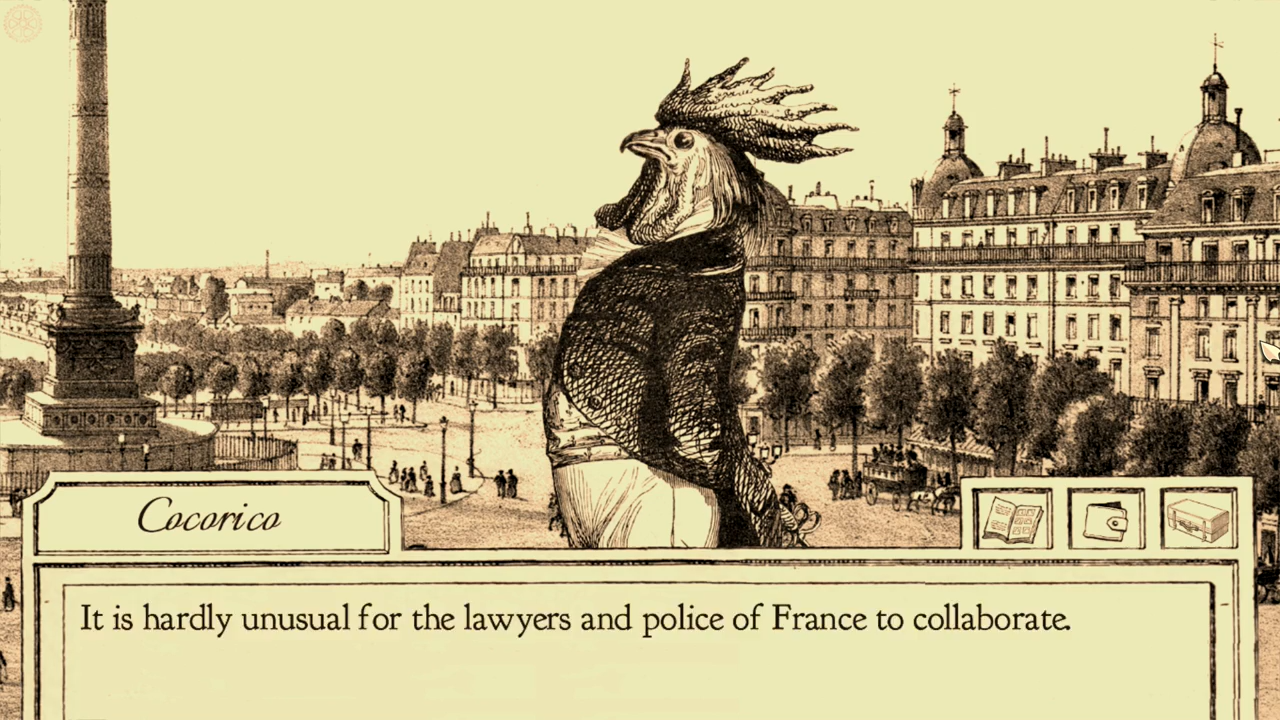 Cocorico
It is hardly unusual for the lawyers and police of France to collaborate.